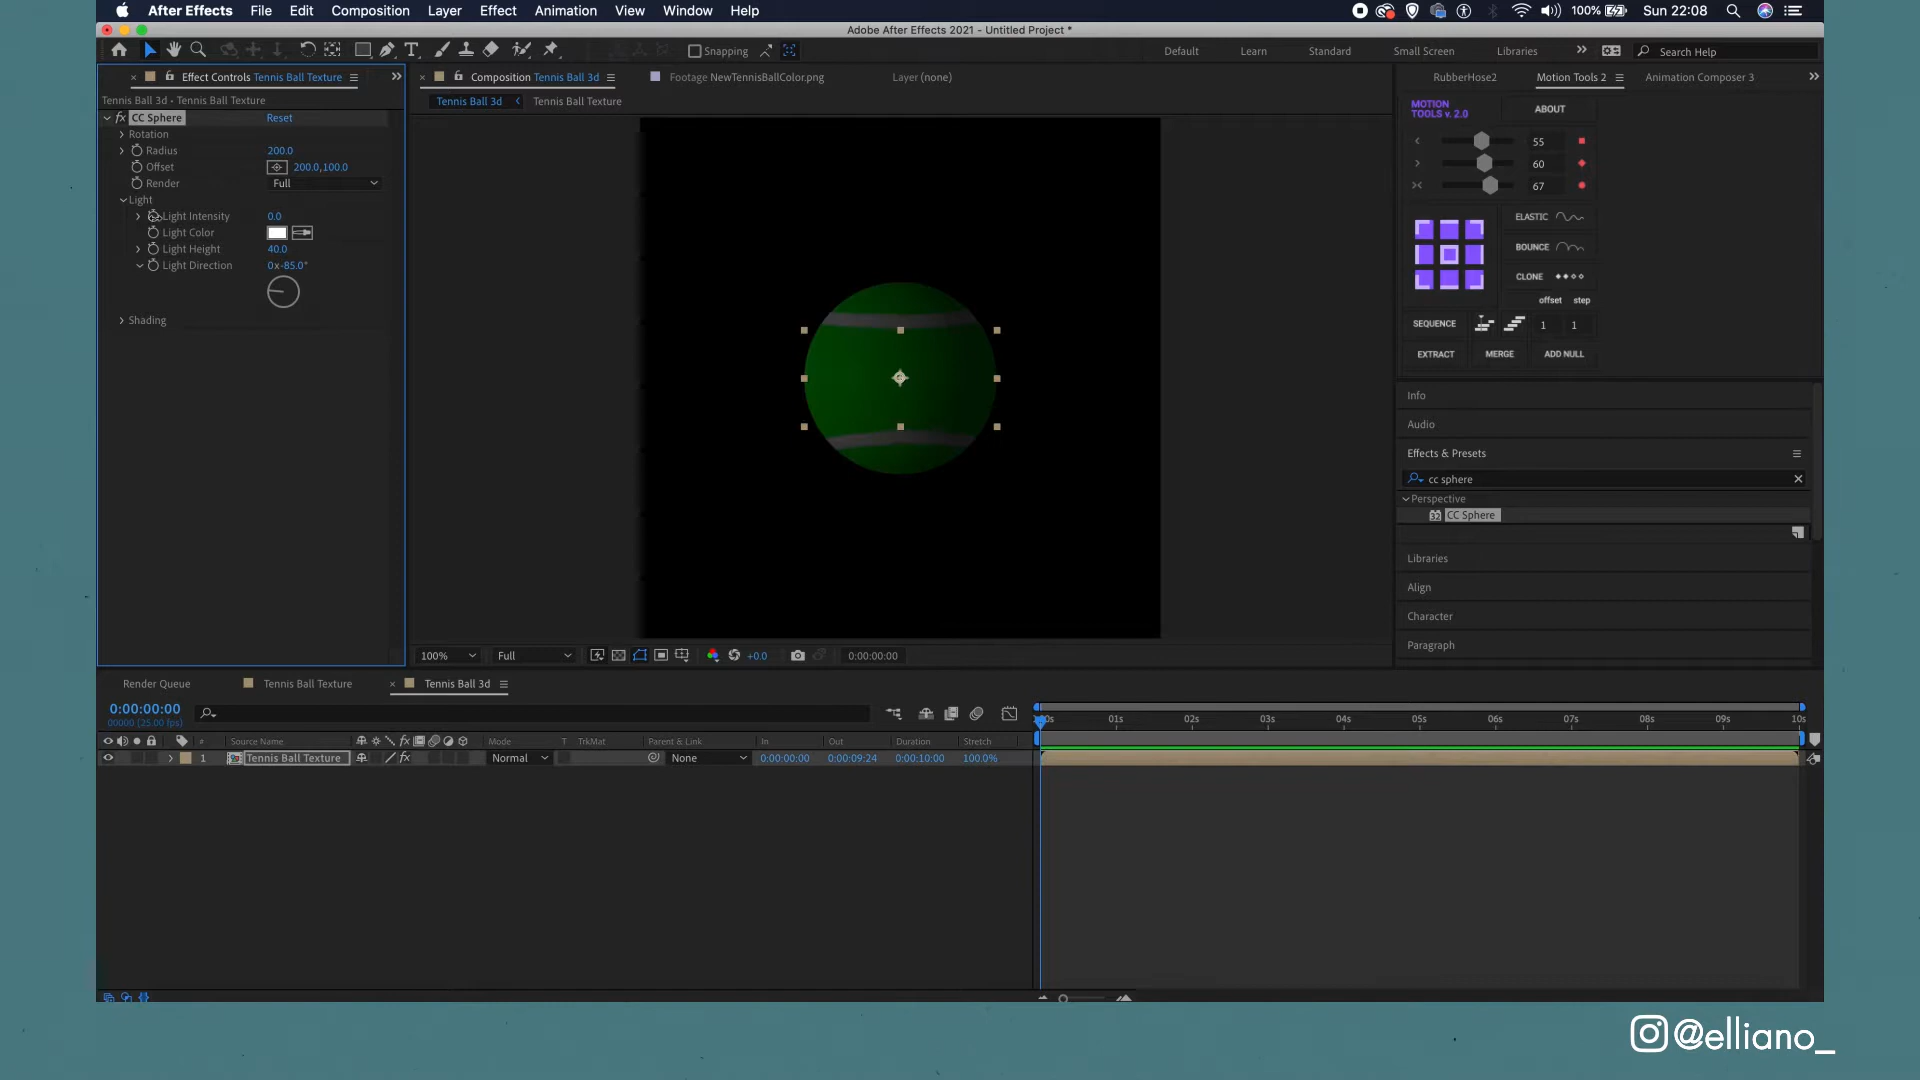 After Effects File Edit Composition Layer Effect Animation View Window Help 100% Sun 22:08
Adobe After Effects 2021 - Untitled Project *
T Snapping Default Learn Standard Small Screen Libraries Search Help
Effect Controls Tennis Ball Texture
Composition Tennis Ball 3d Footage NewTennisBallColor.png Layer (none)
RubberHose2 Motion Tools 2 Animation Composer 3
Tennis Ball 3d - Tennis Ball Texture
Tennis Ball 3d Tennis Ball Texture
fx CC Sphere Reset
Rotation
Radius 200.0
Offset 200.0,100.0
Render Full
Light
Light Intensity 0.0
Light Color
Light Height 40.0
Light Direction 0x-85.0°
Shading
MOTION TOOLS v. 2.0 ABOUT
55
60
67
ELASTIC
BOUNCE
CLONE
offset step
SEQUENCE 1 1
EXTRACT MERGE ADD NULL
Info
Audio
Effects & Presets
cc sphere
Perspective
32 CC Sphere
Libraries
Align
Character
Paragraph
100% Full +0.0 0:00:00:00
Render Queue Tennis Ball Texture Tennis Ball 3d
0:00:00:00
00000 (25.00 fps)
01s 02s 03s 04s 05s 06s 07s 08s 09s 10s
# Source Name fx Mode T TrkMat Parent & Link In Out Duration Stretch
1 Tennis Ball Texture fx Normal None 0:00:00:00 0:00:09:24 0:00:10:00 100.0%
@elliano_